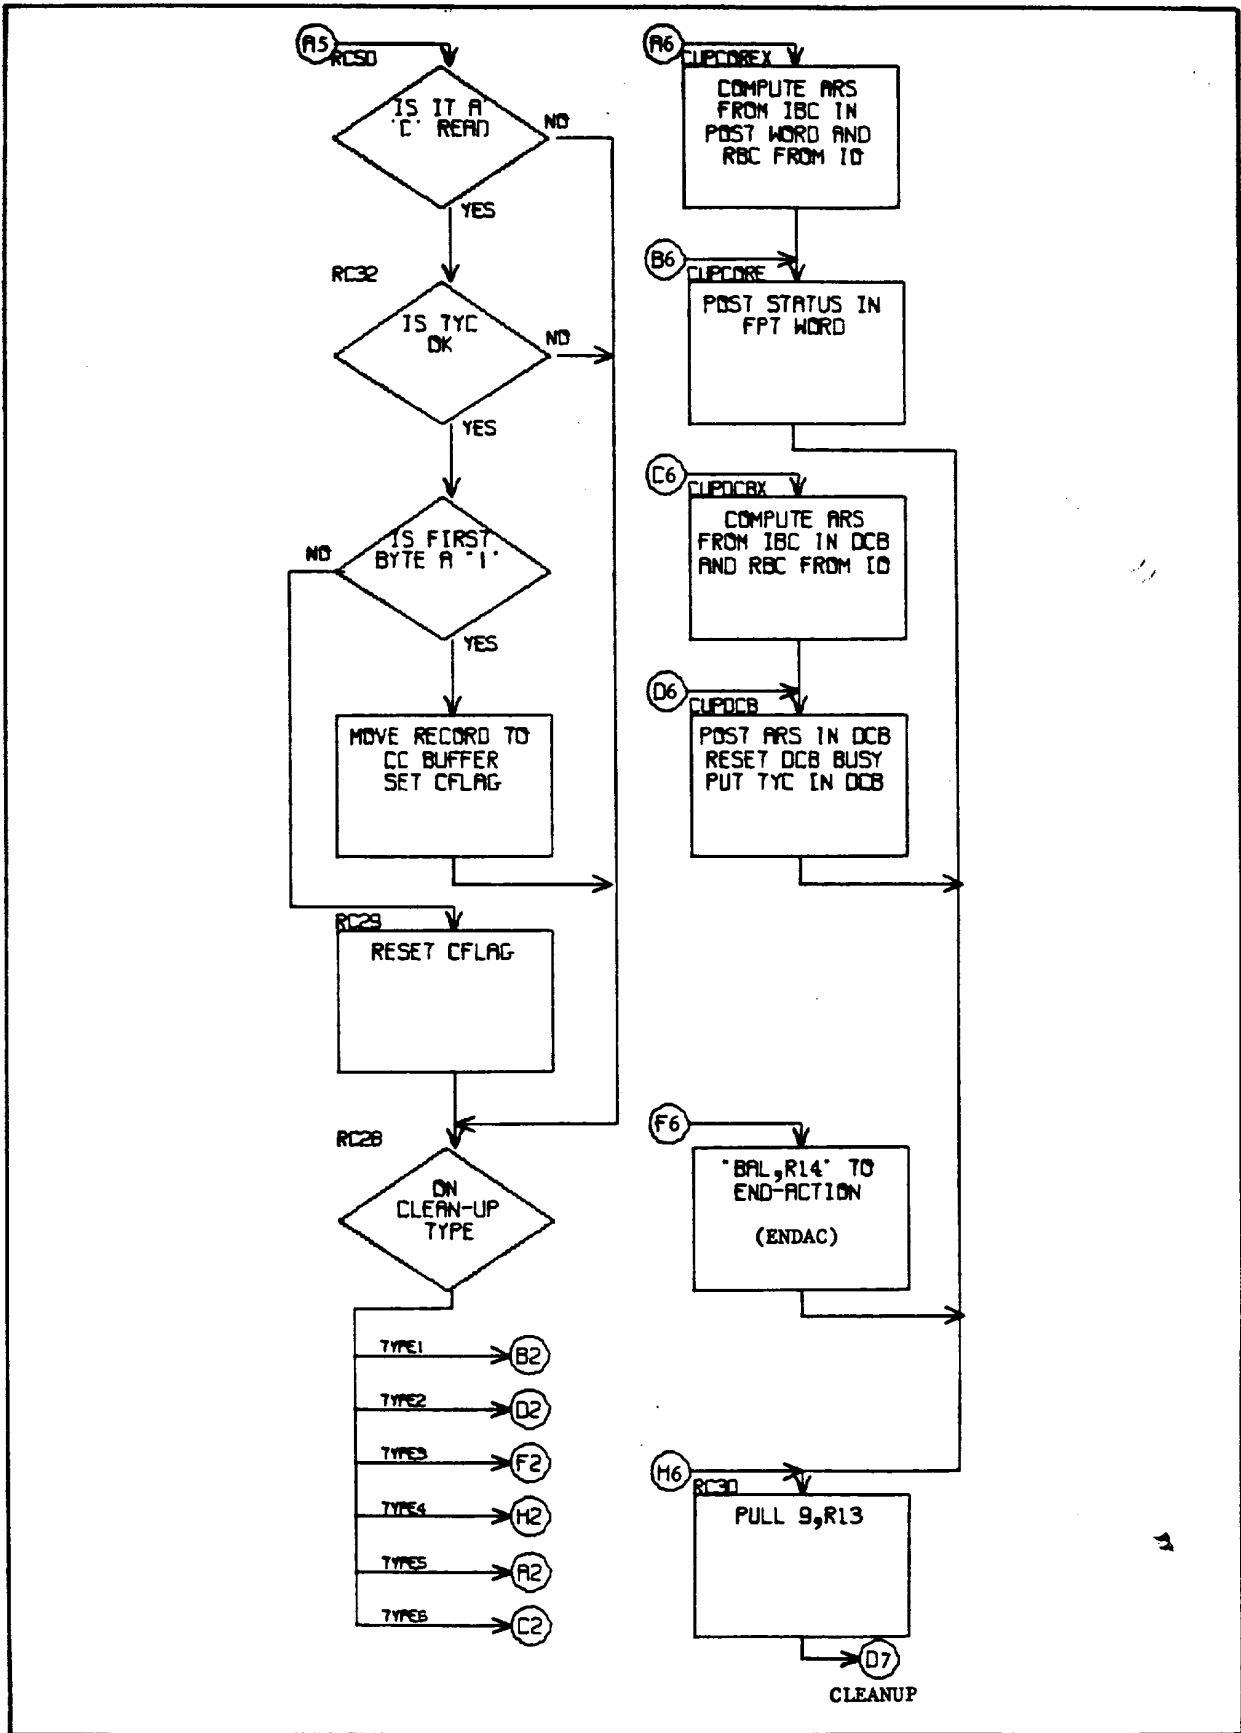 A5
RC50
IS IT A
'C' READ
NO
YES
RC32
IS TYC
OK
NO
YES
IS FIRST
BYTE A '!'
NO
YES
MOVE RECORD TO
CC BUFFER
SET CFLAG
RC29
RESET CFLAG
RC28
ON
CLEAN-UP
TYPE
TYPE1
B2
TYPE2
D2
TYPE3
F2
TYPE4
H2
TYPE5
A2
TYPE6
C2
A6
CUPCOREX
COMPUTE ARS
FROM IBC IN
POST WORD AND
RBC FROM IO
B6
CUPCORE
POST STATUS IN
FPT WORD
C6
CUPDCBX
COMPUTE ARS
FROM IBC IN DCB
AND RBC FROM IO
D6
CUPDCB
POST ARS IN DCB
RESET DCB BUSY
PUT TYC IN DCB
F6
'BAL,R14' TO
END-ACTION
(ENDAC)
H6
RC30
PULL 9,R13
D7
CLEANUP